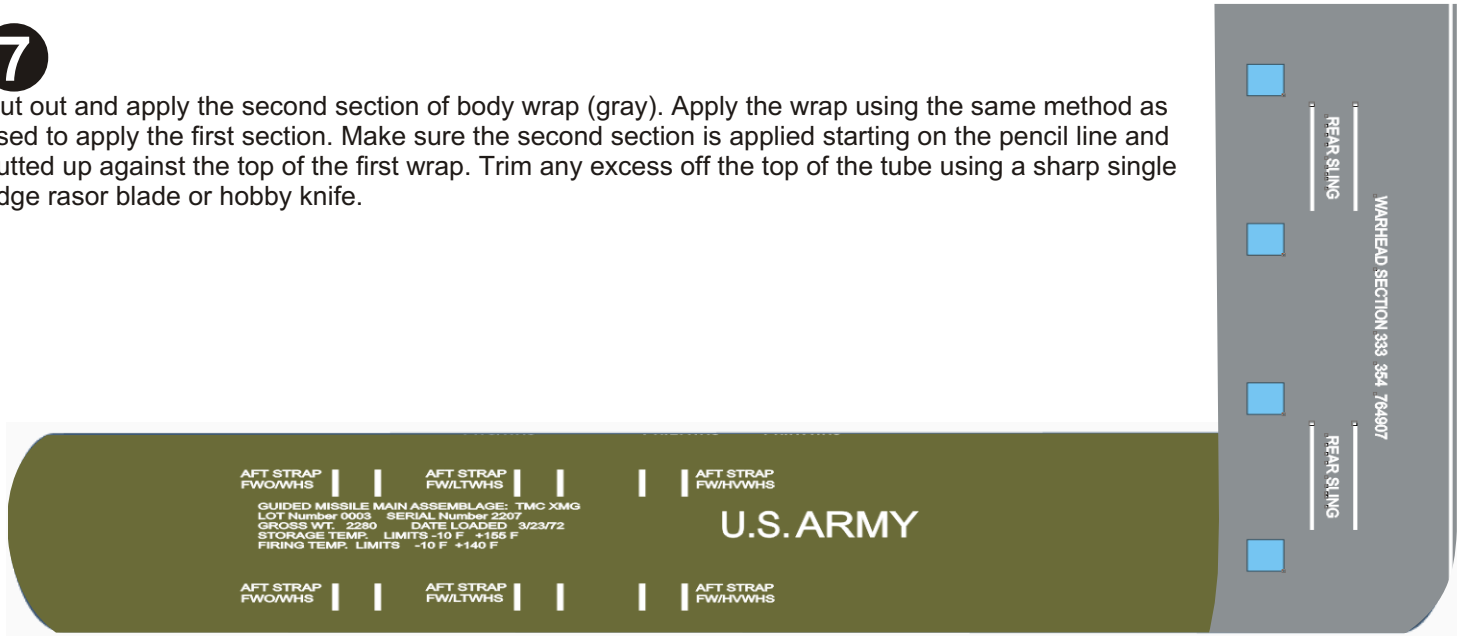 7
ut out and apply the second section of body wrap (gray). Apply the wrap using the same method as
sed to apply the first section. Make sure the second section is applied starting on the pencil line and
utted up against the top of the first wrap. Trim any excess off the top of the tube using a sharp single
dge rasor blade or hobby knife.
REAR SLING
WARHEAD SECTION 333 354 764907
REAR SLING
AFT STRAP
FWO/WHS
AFT STRAP
FW/LTWHS
AFT STRAP
FW/HVWHS
GUIDED MISSILE MAIN ASSEMBLAGE: TMC XMG
LOT Number 0003 SERIAL Number 2207
GROSS WT. 2280 DATE LOADED 3/23/72
STORAGE TEMP. LIMITS -10 F +155 F
FIRING TEMP. LIMITS -10 F +140 F
U.S. ARMY
AFT STRAP
FWO/WHS
AFT STRAP
FW/LTWHS
AFT STRAP
FW/HVWHS